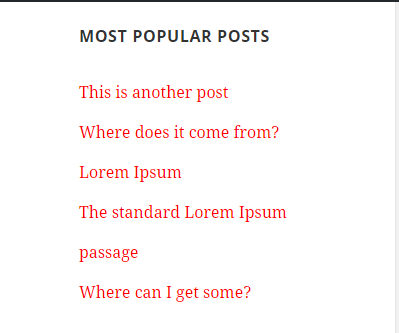 MOST POPULAR POSTS
This is another post
Where does it come from?
Lorem Ipsum
The standard Lorem Ipsum
passage
Where can I get some?